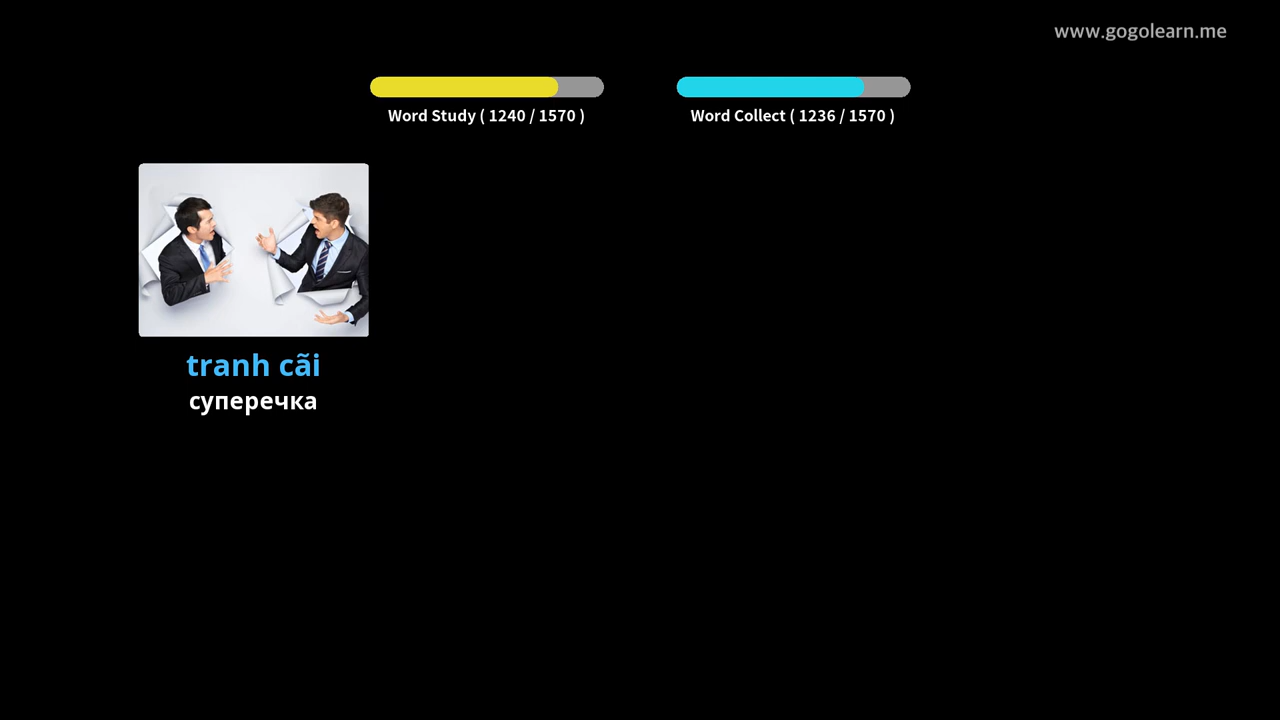 www.gogolearn.me
Word Study ( 1240 / 1570 )
Word Collect ( 1236 / 1570 )
tranh cãi
суперечка